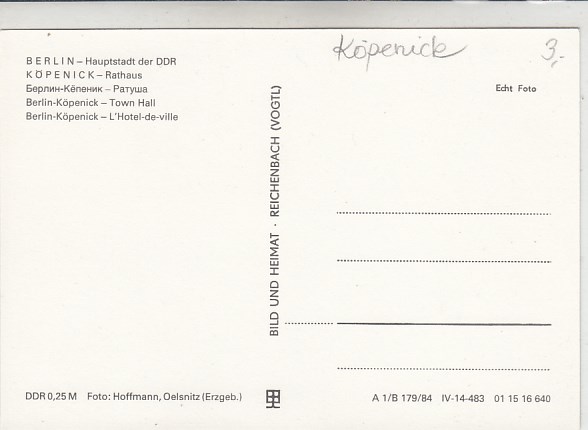 BERLIN – Hauptstadt der DDR
KÖPENICK – Rathaus
Берлин-Кёпеник – Ратуша
Berlin-Köpenick – Town Hall
Berlin-Köpenick – L'Hotel-de-ville
Köpenick 3,-
Echt Foto
BILD UND HEIMAT · REICHENBACH (VOGTL)
DDR 0,25 M Foto: Hoffmann, Oelsnitz (Erzgeb.)
A 1/B 179/84 IV-14-483 01 15 16 640